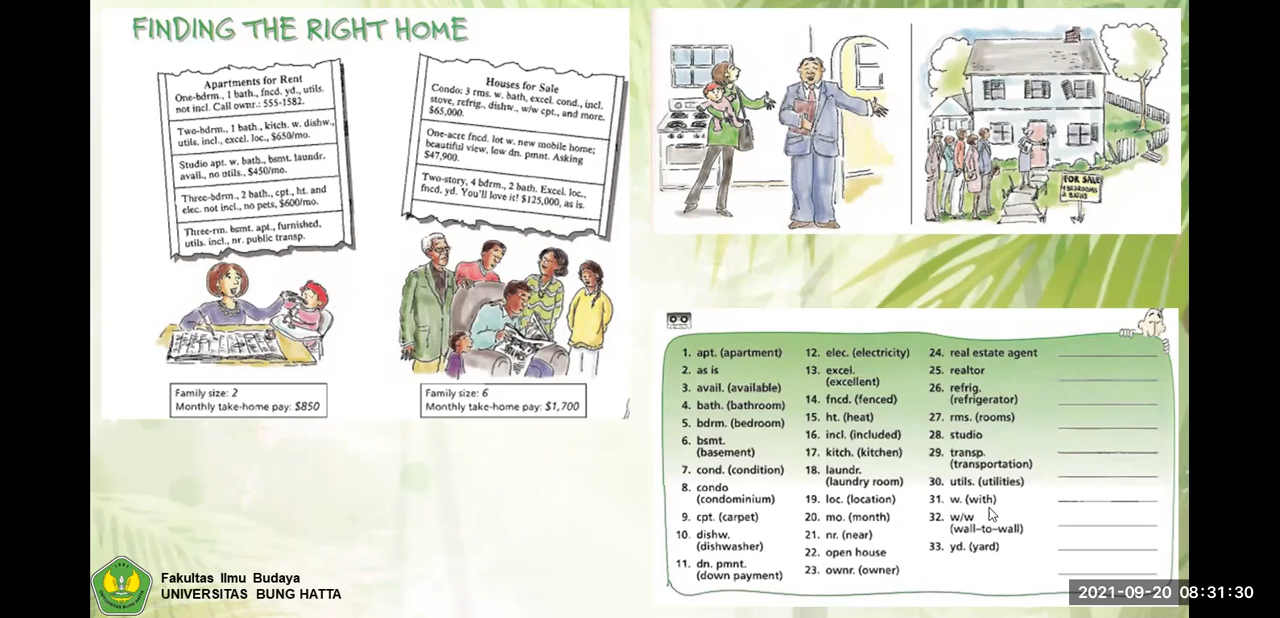 FINDING THE RIGHT HOME
Apartments for Rent
One-bdrm., 1 bath., fncd. yd., utils.
not incl. Call ownr.: 555-1582.
Two-bdrm., 1 bath., kitch. w. dishw.,
utils. incl., excel. loc., $650/mo.
Studio apt. w. bath., bsmt. laundr.
avail., no utils., $450/mo.
Three-bdrm., 2 bath., cpt., ht. and
elec. not incl., no pets, $600/mo.
Three-rm. bsmt. apt., furnished,
utils. incl., nr. public transp.
Houses for Sale
Condo: 3 rms. w. bath, excel. cond., incl.
stove, refrig., dishw., w/w cpt., and more.
$65,000.
One-acre fncd. lot w. new mobile home;
beautiful view, low dn. pmnt. Asking
$47,900.
Two-story, 4 bdrm., 2 bath. Excel. loc.,
fncd. yd. You'll love it! $125,000, as is.
Family size: 2
Monthly take-home pay: $850
Family size: 6
Monthly take-home pay: $1,700
FOR SALE
4 BEDROOMS
2 BATHS
1. apt. (apartment)
2. as is
3. avail. (available)
4. bath. (bathroom)
5. bdrm. (bedroom)
6. bsmt.
(basement)
7. cond. (condition)
8. condo
(condominium)
9. cpt. (carpet)
10. dishw.
(dishwasher)
11. dn. pmnt.
(down payment)
12. elec. (electricity)
13. excel.
(excellent)
14. fncd. (fenced)
15. ht. (heat)
16. incl. (included)
17. kitch. (kitchen)
18. laundr.
(laundry room)
19. loc. (location)
20. mo. (month)
21. nr. (near)
22. open house
23. ownr. (owner)
24. real estate agent
25. realtor
26. refrig.
(refrigerator)
27. rms. (rooms)
28. studio
29. transp.
(transportation)
30. utils. (utilities)
31. w. (with)
32. w/w
(wall-to-wall)
33. yd. (yard)
Fakultas Ilmu Budaya
UNIVERSITAS BUNG HATTA
2021-09-20 08:31:30